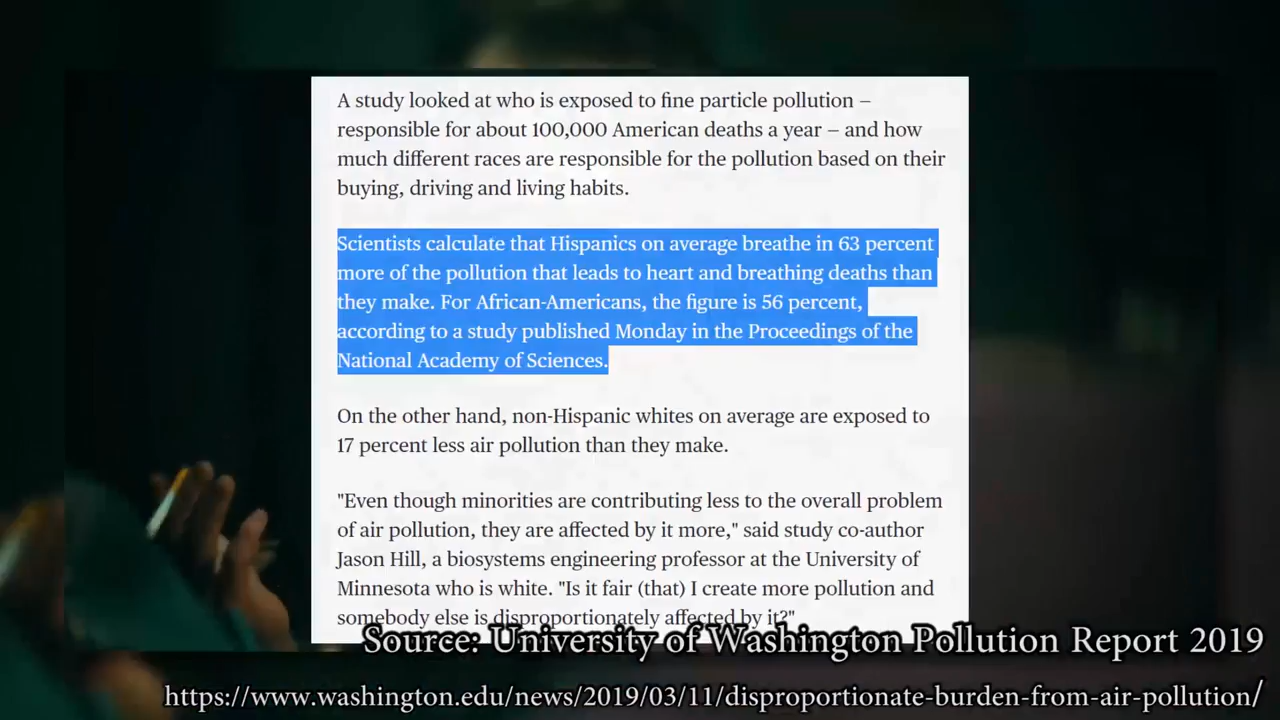 A study looked at who is exposed to fine particle pollution –
responsible for about 100,000 American deaths a year – and how
much different races are responsible for the pollution based on their
buying, driving and living habits.
Scientists calculate that Hispanics on average breathe in 63 percent
more of the pollution that leads to heart and breathing deaths than
they make. For African-Americans, the figure is 56 percent,
according to a study published Monday in the Proceedings of the
National Academy of Sciences.
On the other hand, non-Hispanic whites on average are exposed to
17 percent less air pollution than they make.
"Even though minorities are contributing less to the overall problem
of air pollution, they are affected by it more," said study co-author
Jason Hill, a biosystems engineering professor at the University of
Minnesota who is white. "Is it fair (that) I create more pollution and
somebody else is disproportionately affected by it?"
Source: University of Washington Pollution Report 2019
https://www.washington.edu/news/2019/03/11/disproportionate-burden-from-air-pollution/